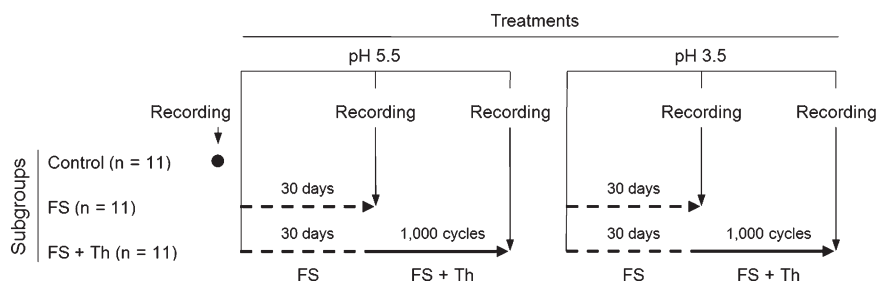 Treatments
pH 5.5 pH 3.5
Recording Recording Recording Recording Recording
Subgroups
Control (n = 11)
30 days 30 days
FS (n = 11)
30 days 1,000 cycles 30 days 1,000 cycles
FS + Th (n = 11)
FS FS + Th FS FS + Th